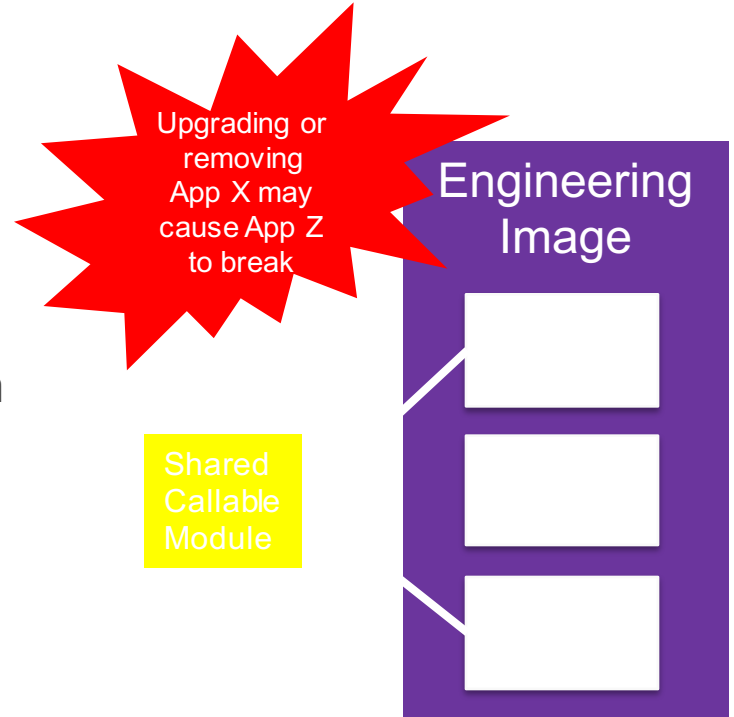 Upgrading or
removing
App X may
cause App Z
to break
Engineering
Image
Shared
Callable
Module